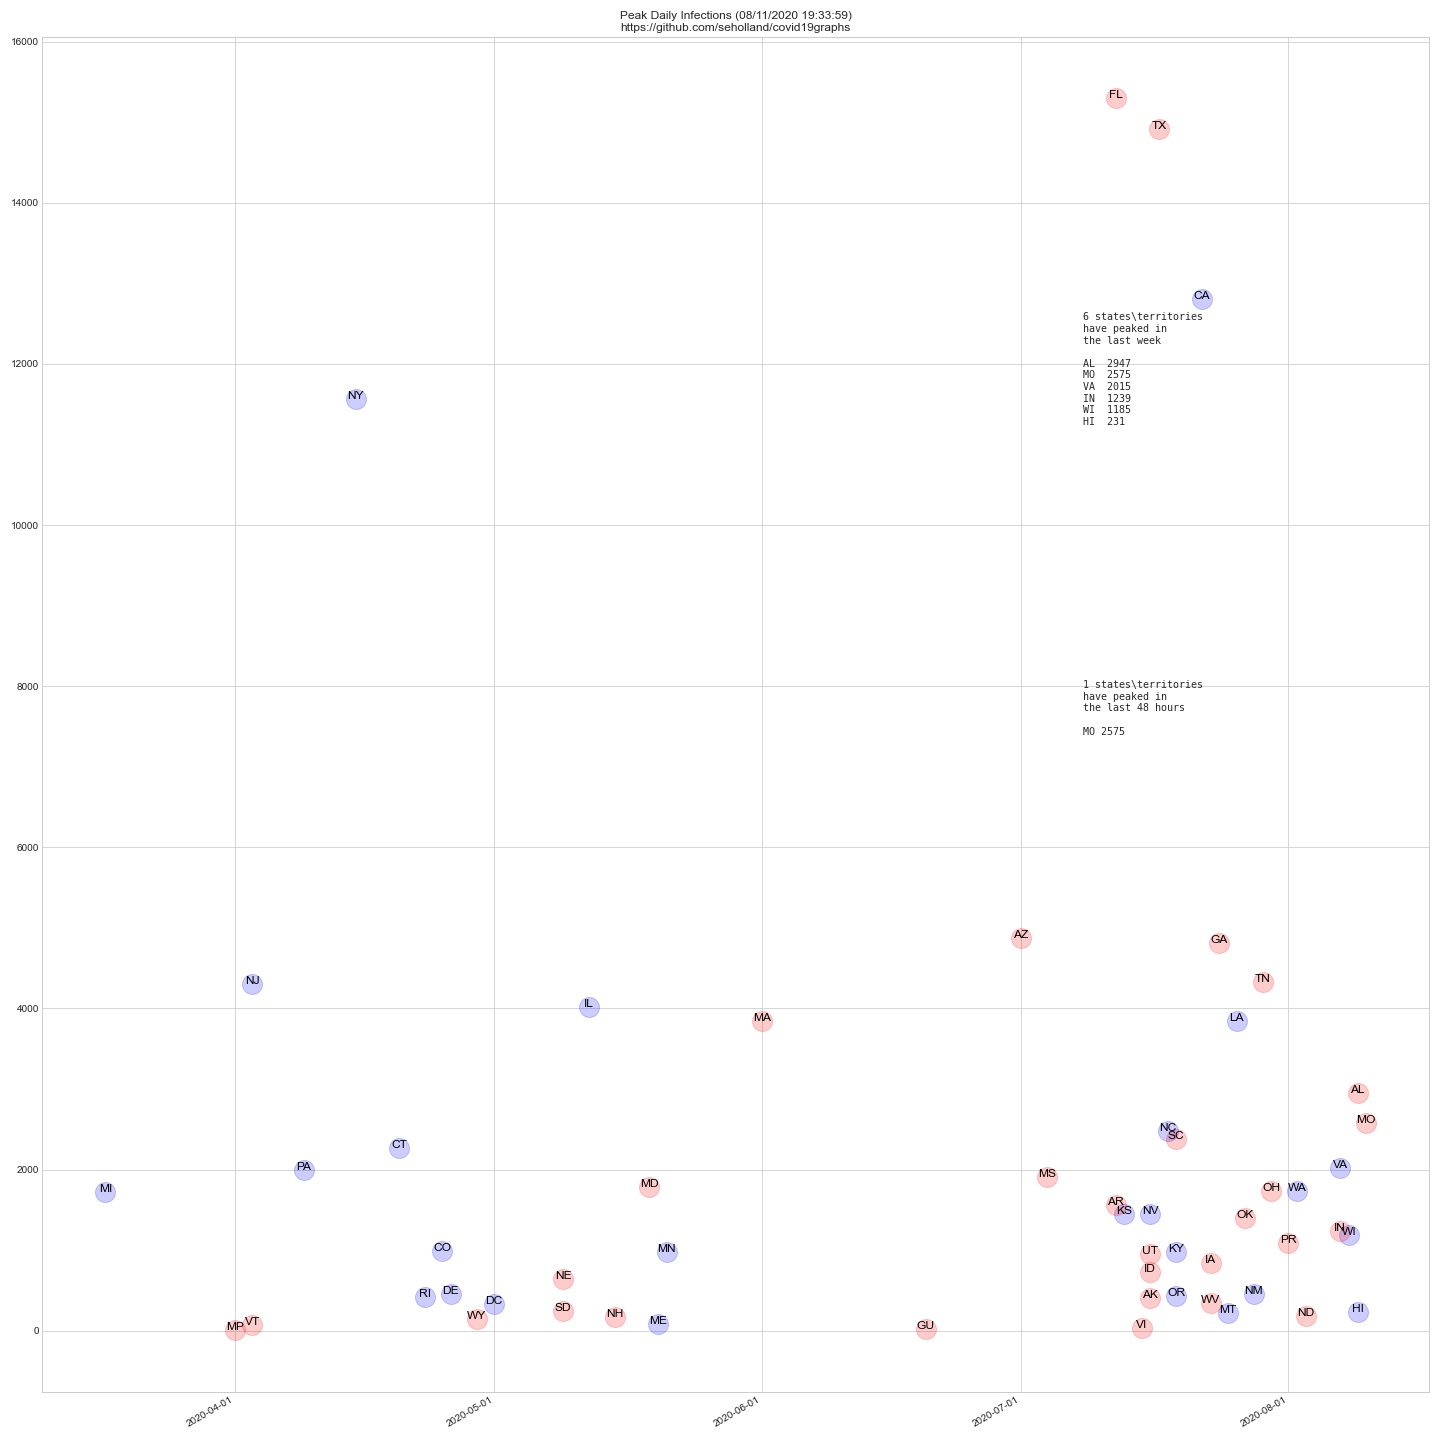 Peak Daily Infections (08/11/2020 19:33:59)
https://github.com/seholland/covid19graphs
16000
FL
TX
14000
CA
6 states\territories
have peaked in
the last week
12000
AL  2947
MO  2575
VA  2015
IN  1239
WI  1185
HI  231
NY
10000
8000
1 states\territories
have peaked in
the last 48 hours
MO 2575
6000
AZ
GA
NJ
TN
4000
IL
MA
LA
AL
MO
NC
SC
CT
2000
PA
VA
MI
MD
MS
OH
WA
AR
KS
NV
OK
IN
WI
PR
CO
MN
UT
KY
IA
ID
NE
RI
DE
DC
SD
WY
NH
ME
AK
OR
WV
MT
NM
ND
HI
0
MP
VT
GU
VI
2020-04-01
2020-05-01
2020-06-01
2020-07-01
2020-08-01